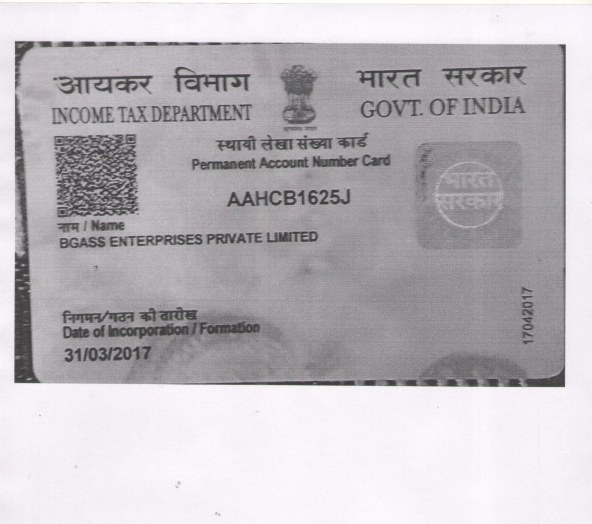 आयकर विभाग
भारत सरकार
INCOME TAX DEPARTMENT
GOVT. OF INDIA
स्थायी लेखा संख्या कार्ड
Permanent Account Number Card
AAHCB1625J
भारत
सरकार
नाम / Name
BGASS ENTERPRISES PRIVATE LIMITED
निगमन/गठन की तारीख
Date of Incorporation / Formation
31/03/2017
17042017